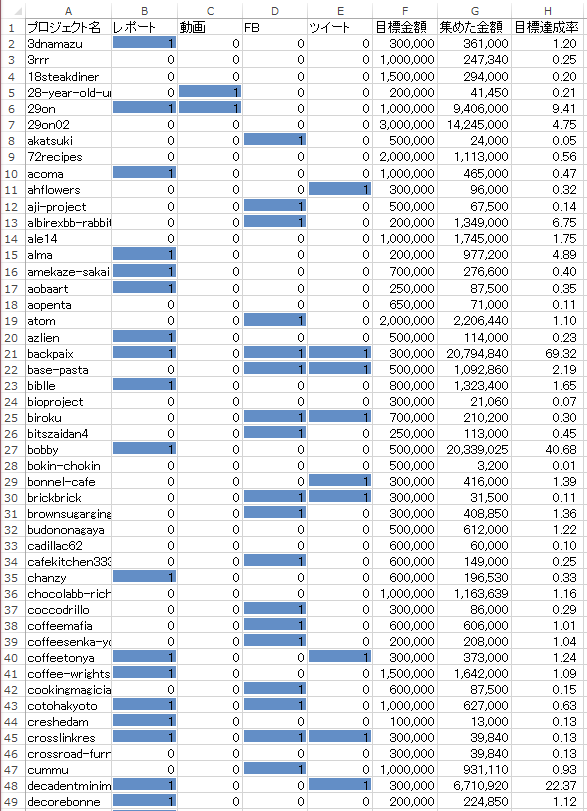 A B C D E F G H
1 プロジェクト名 レポート 動画 FB ツイート 目標金額 集めた金額 目標達成率
2 3dnamazu 1 0 0 0 300,000 361,000 1.20
3 3rrr 0 0 0 0 1,000,000 247,340 0.25
4 18steakdiner 0 0 0 0 1,500,000 294,000 0.20
5 28-year-old-ur 0 1 0 0 200,000 41,450 0.21
6 29on 1 1 0 0 1,000,000 9,406,000 9.41
7 29on02 0 0 0 0 3,000,000 14,245,000 4.75
8 akatsuki 0 0 1 0 500,000 24,000 0.05
9 72recipes 0 0 0 0 2,000,000 1,113,000 0.56
10 acoma 1 0 0 0 1,000,000 465,000 0.47
11 ahflowers 0 0 0 1 300,000 96,000 0.32
12 aji-project 0 0 1 0 500,000 67,500 0.14
13 albirexbb-rabbit 0 0 1 0 200,000 1,349,000 6.75
14 ale14 0 0 0 0 1,000,000 1,745,000 1.75
15 alma 1 0 0 0 200,000 977,200 4.89
16 amekaze-sakai 1 0 0 0 700,000 276,600 0.40
17 aobaart 1 0 0 0 250,000 87,500 0.35
18 aopenta 0 0 0 0 650,000 71,000 0.11
19 atom 0 0 1 0 2,000,000 2,206,440 1.10
20 azlien 1 0 0 0 500,000 114,000 0.23
21 backpaix 1 0 1 1 300,000 20,794,840 69.32
22 base-pasta 0 0 1 1 500,000 1,092,860 2.19
23 biblle 1 0 0 0 800,000 1,323,400 1.65
24 bioproject 0 0 0 0 300,000 21,060 0.07
25 biroku 0 0 1 1 700,000 210,200 0.30
26 bitszaidan4 0 0 1 0 250,000 113,000 0.45
27 bobby 1 0 0 0 500,000 20,339,025 40.68
28 bokin-chokin 0 0 0 0 500,000 3,200 0.01
29 bonnel-cafe 0 0 0 1 300,000 416,000 1.39
30 brickbrick 0 0 1 1 300,000 31,500 0.11
31 brownsugarging 0 0 1 0 300,000 408,850 1.36
32 budononagaya 0 0 0 0 500,000 612,000 1.22
33 cadillac62 0 0 0 0 600,000 60,000 0.10
34 cafekitchen333 0 0 1 0 600,000 149,000 0.25
35 chanzy 1 0 0 0 600,000 196,530 0.33
36 chocolabb-rich 0 0 0 0 1,000,000 1,163,639 1.16
37 coccodrillo 0 0 1 0 300,000 86,000 0.29
38 coffeemafia 0 0 1 0 600,000 606,000 1.01
39 coffeesenka-yo 0 0 1 0 200,000 208,000 1.04
40 coffeetonya 1 0 0 1 300,000 373,000 1.24
41 coffee-wrights 1 0 0 0 1,500,000 1,642,000 1.09
42 cookingmagicia 0 0 1 0 600,000 87,500 0.15
43 cotohakyoto 1 0 1 0 1,000,000 627,000 0.63
44 creshedam 1 0 0 0 100,000 13,000 0.13
45 crosslinkres 1 0 1 1 300,000 39,840 0.13
46 crossroad-furr 0 0 0 0 300,000 39,840 0.13
47 cummu 0 0 1 0 1,000,000 931,110 0.93
48 decadentminim 1 0 0 1 300,000 6,710,920 22.37
49 decorebonne 1 0 0 0 200,000 224,850 1.12